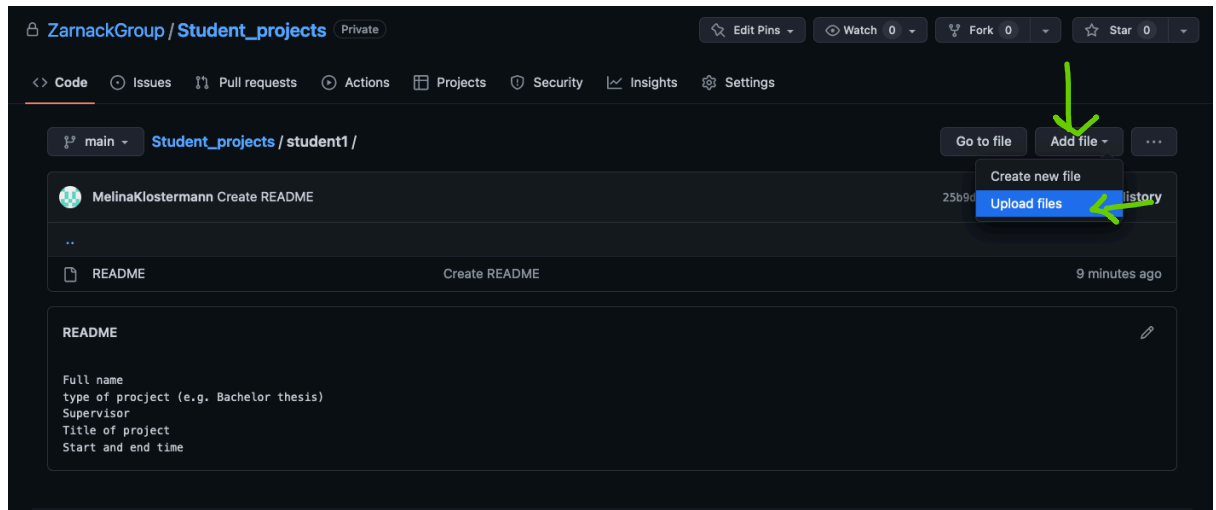 ZarnackGroup / Student_projects Private Edit Pins Watch 0 Fork 0 Star 0
Code Issues Pull requests Actions Projects Security Insights Settings
main Student_projects / student1 / Go to file Add file ...
Create new file
MelinaKlostermann Create README 25b9d History
Upload files
..
README Create README 9 minutes ago
README
Full name
type of procject (e.g. Bachelor thesis)
Supervisor
Title of project
Start and end time